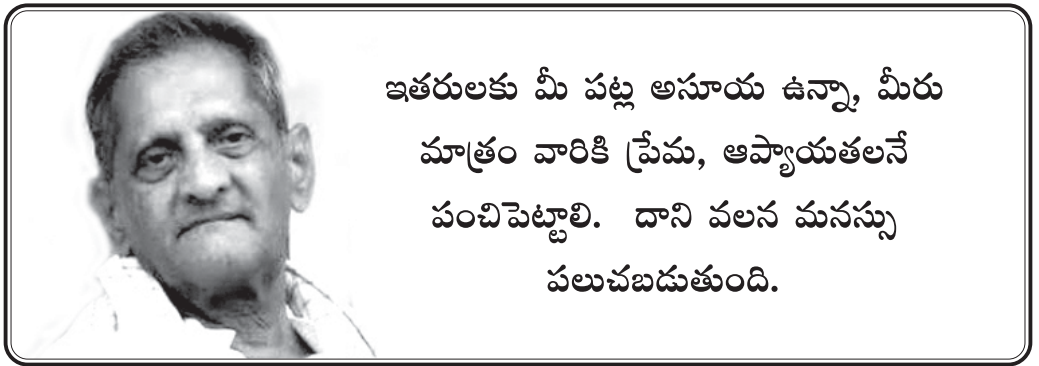 ఇతరులకు మీ పట్ల అసూయ ఉన్నా, మీరు
మాత్రం వారికి ప్రేమ, ఆప్యాయతలనే
పంచిపెట్టాలి. దాని వలన మనస్సు
పలుచబడుతుంది.